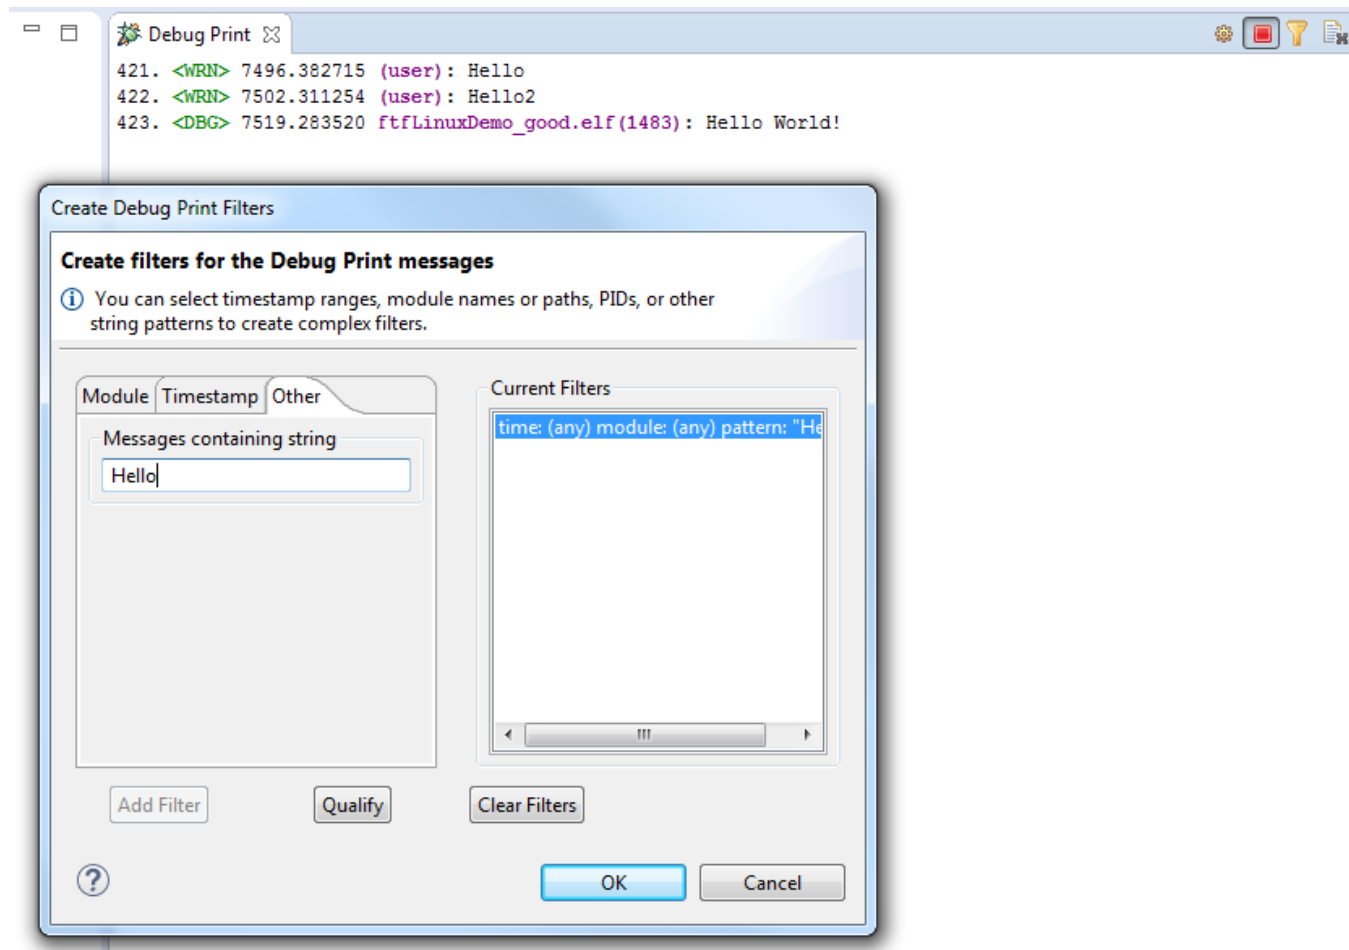 Debug Print
421. <WRN> 7496.382715 (user): Hello
422. <WRN> 7502.311254 (user): Hello2
423. <DBG> 7519.283520 ftfLinuxDemo_good.elf(1483): Hello World!
Create Debug Print Filters
Create filters for the Debug Print messages
You can select timestamp ranges, module names or paths, PIDs, or other
string patterns to create complex filters.
Module Timestamp Other
Messages containing string
Hello
Current Filters
time: (any) module: (any) pattern: "He
Add Filter Qualify Clear Filters
OK Cancel